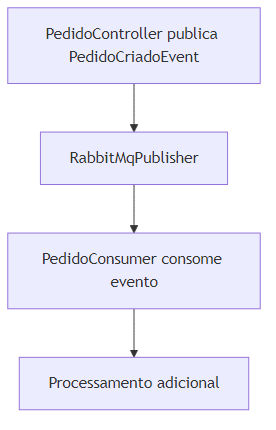 PedidoController publica
PedidoCriadoEvent
RabbitMqPublisher
PedidoConsumer consome
evento
Processamento adicional